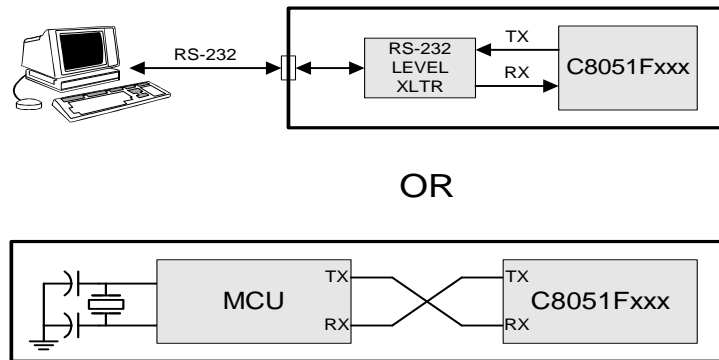 RS-232
RS-232
LEVEL
XLTR
TX
RX
C8051Fxxx
OR
MCU
TX
RX
TX
RX
C8051Fxxx